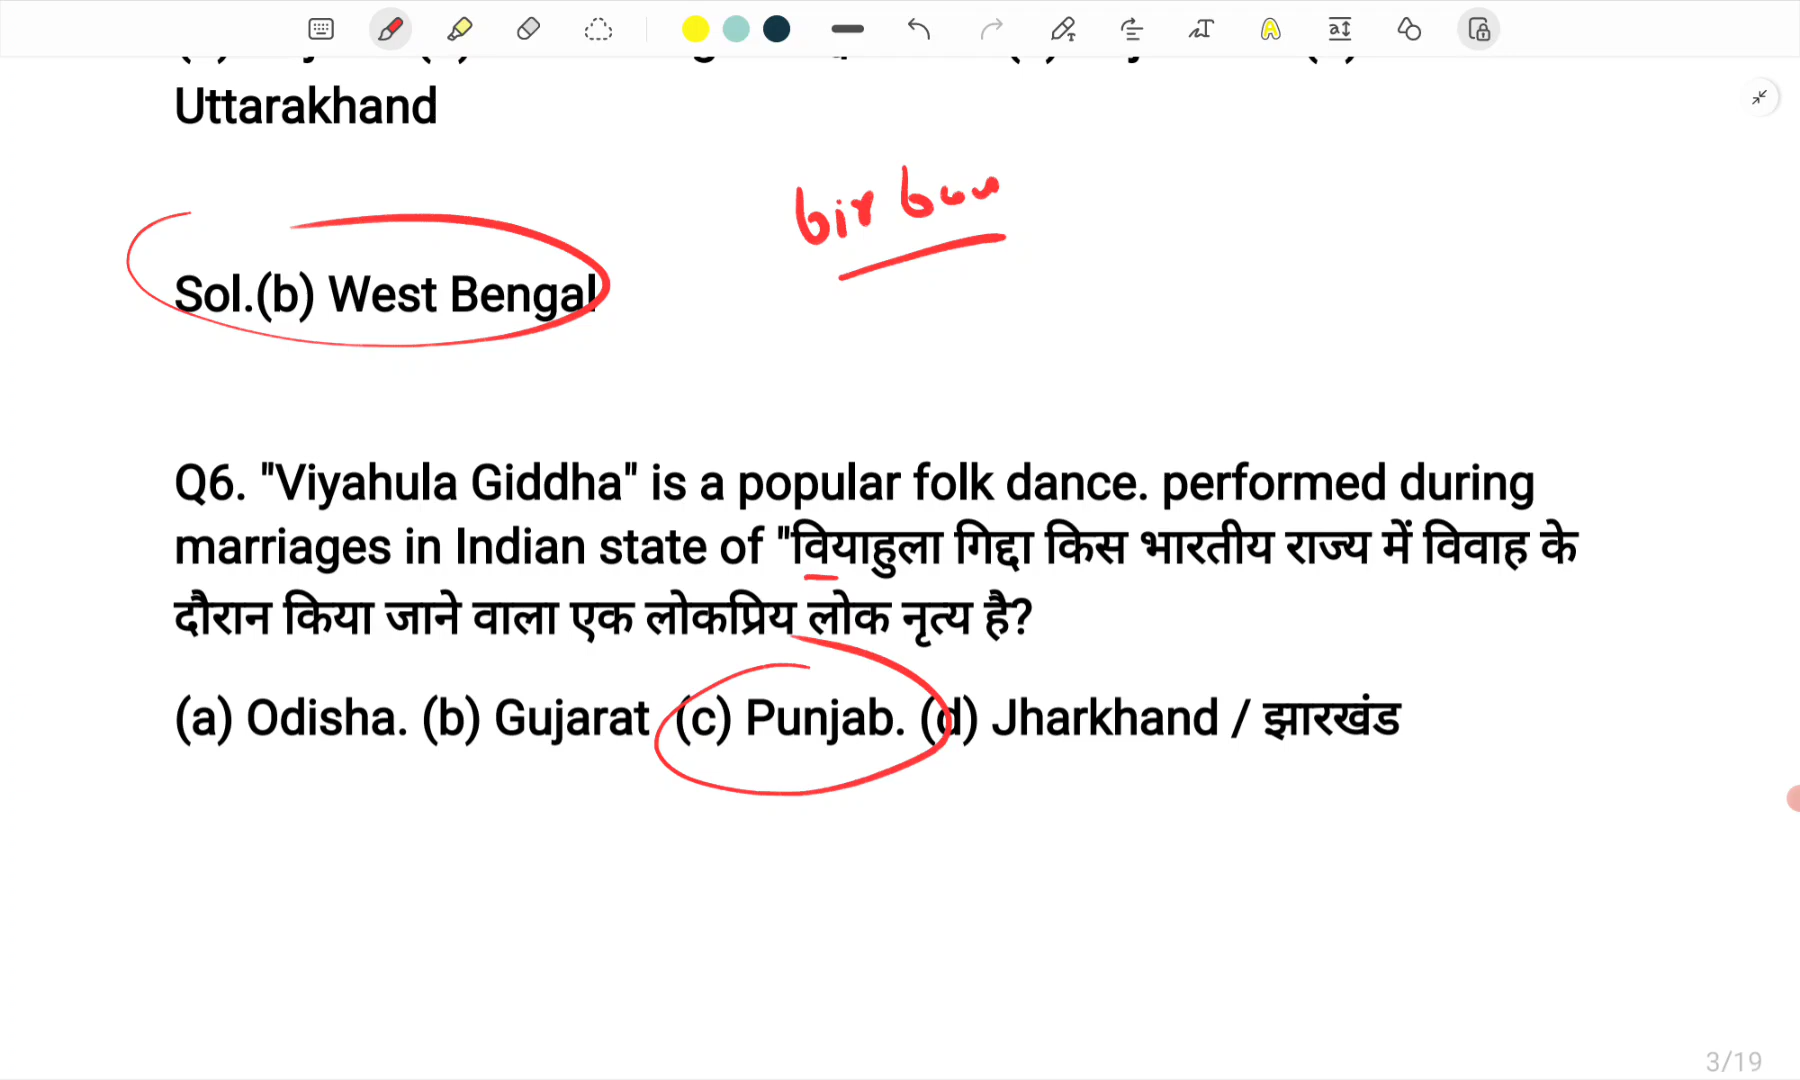 Uttarakhand
bir bum
Sol.(b) West Bengal
Q6. "Viyahula Giddha" is a popular folk dance. performed during
marriages in Indian state of "वियाहुला गिद्दा किस भारतीय राज्य में विवाह के
दौरान किया जाने वाला एक लोकप्रिय लोक नृत्य है?
(a) Odisha. (b) Gujarat (c) Punjab. (d) Jharkhand / झारखंड
3/19